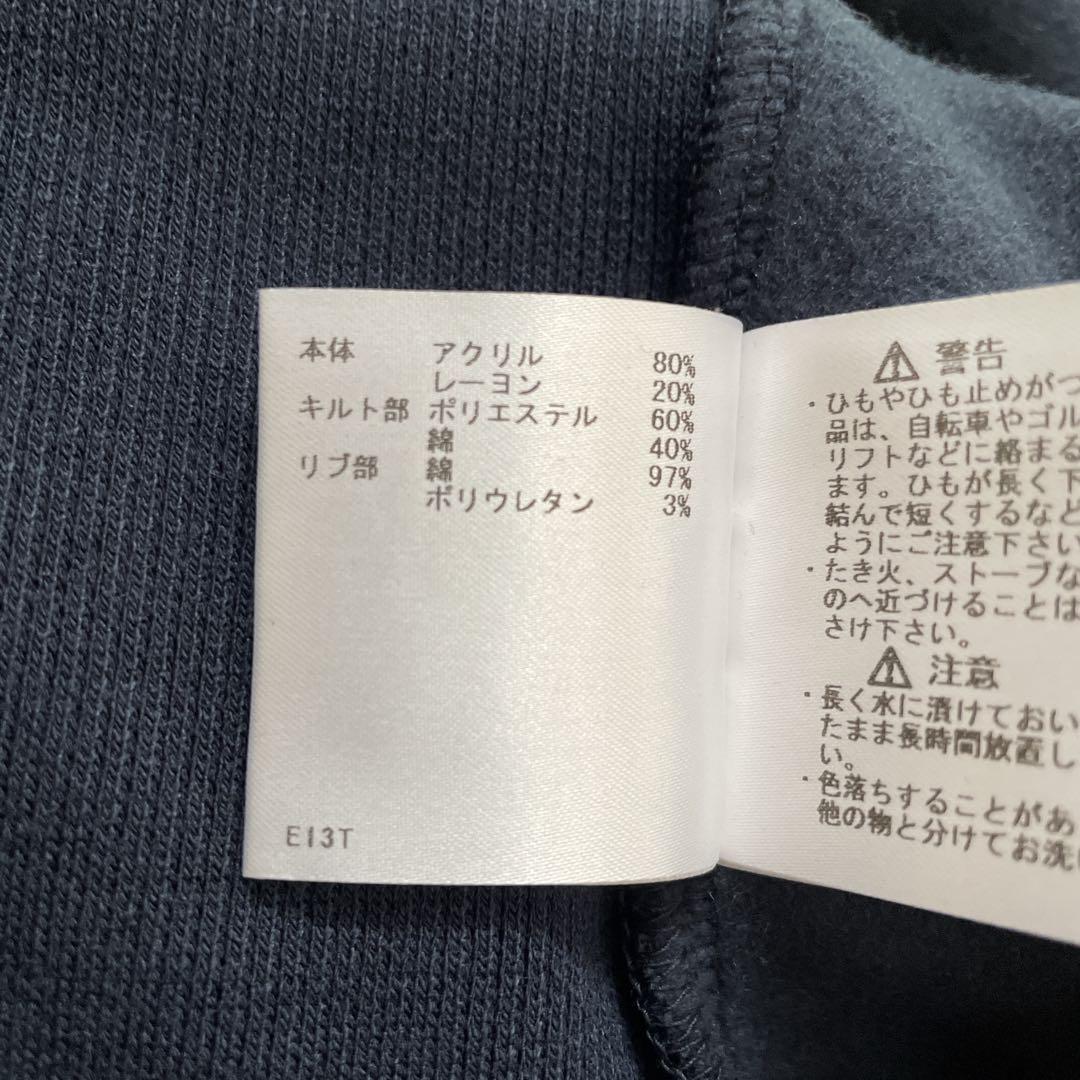 本体 アクリル 80%
レーヨン 20%
キルト部 ポリエステル 60%
綿 40%
リブ部 綿 97%
ポリウレタン 3%
E13T
⚠ 警告
・ひもやひも止めがつ
品は、自転車やゴル
リフトなどに絡まる
ます。ひもが長く下
結んで短くするなど
ようにご注意下さい
・たき火、ストーブな
のへ近づけることは
さけ下さい。
⚠ 注意
・長く水に漬けておい
たまま長時間放置し
い。
・色落ちすることがあ
他の物と分けてお洗